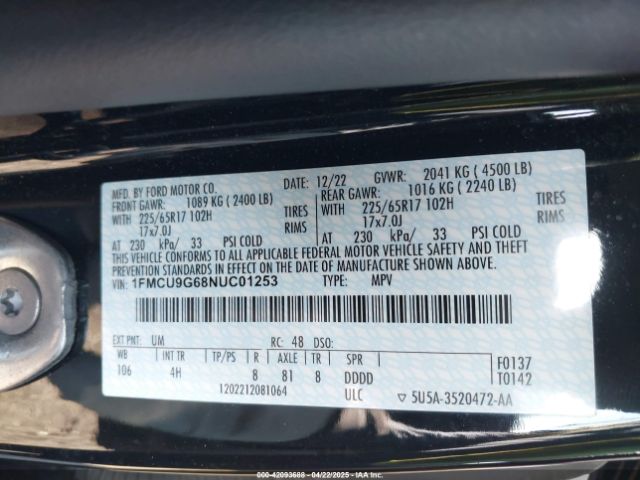 MFD. BY FORD MOTOR CO. DATE: 12/22 GVWR: 2041 KG ( 4500 LB)
FRONT GAWR: 1089 KG ( 2400 LB) REAR GAWR: 1016 KG ( 2240 LB)
WITH 225/65R17 102H TIRES WITH 225/65R17 102H TIRES
17x7.0J RIMS 17x7.0J RIMS
AT 230 kPa/ 33 PSI COLD AT 230 kPa/ 33 PSI COLD
THIS VEHICLE CONFORMS TO ALL APPLICABLE FEDERAL MOTOR VEHICLE SAFETY AND THEFT
PREVENTION STANDARDS IN EFFECT ON THE DATE OF MANUFACTURE SHOWN ABOVE.
VIN: 1FMCU9G68NUC01253 TYPE: MPV
EXT PNT: UM RC: 48 DSO:
WB INT TR TP/PS R AXLE TR SPR
106 4H 8 81 8 DDDD
F0137
T0142
1202212081064 ULC ▽ 5U5A-3520472-AA
000-42093688 - 04/22/2025 - IAA Inc.